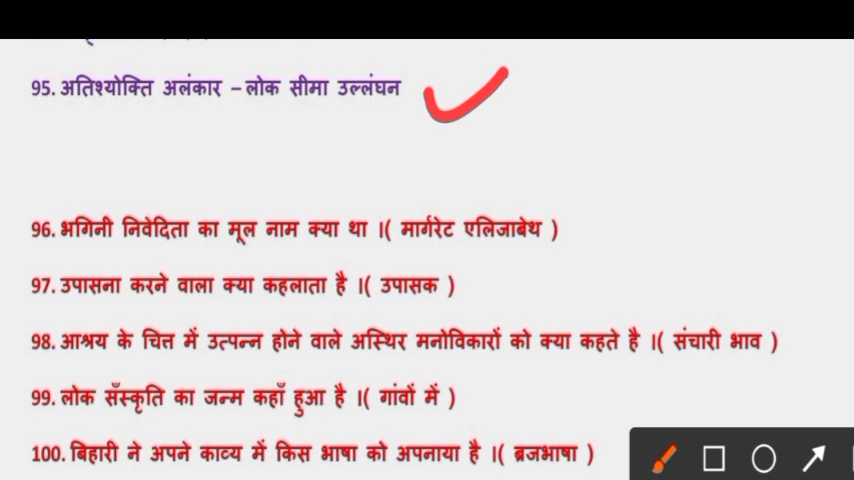 95. अतिश्योक्ति अलंकार – लोक सीमा उल्लंघन
96. भगिनी निवेदिता का मूल नाम क्या था ।( मार्गरेट एलिजाबेथ )
97. उपासना करने वाला क्या कहलाता है ।( उपासक )
98. आश्रय के चित्त में उत्पन्न होने वाले अस्थिर मनोविकारों को क्या कहते है ।( संचारी भाव )
99. लोक सँस्कृति का जन्म कहाँ हुआ है ।( गांवों में )
100. बिहारी ने अपने काव्य में किस भाषा को अपनाया है ।( ब्रजभाषा )